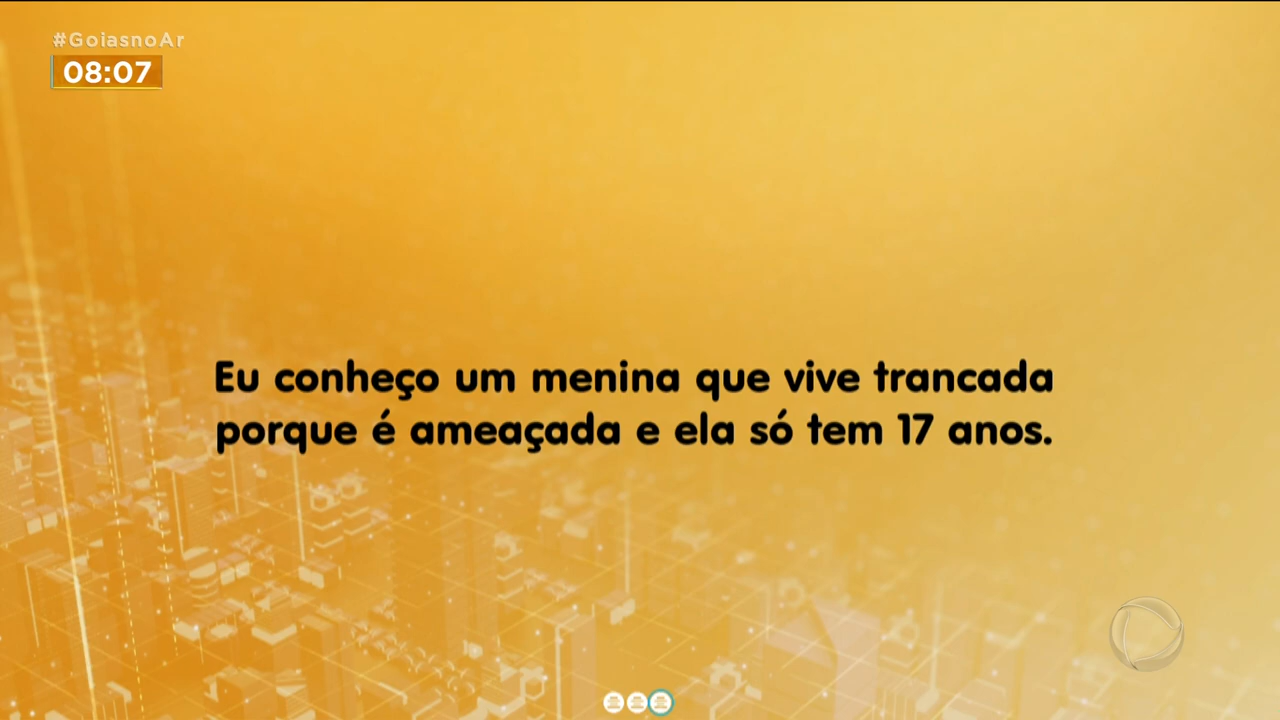 #GoiasnoAr
08:07
Eu conheço um menina que vive trancada
porque é ameaçada e ela só tem 17 anos.